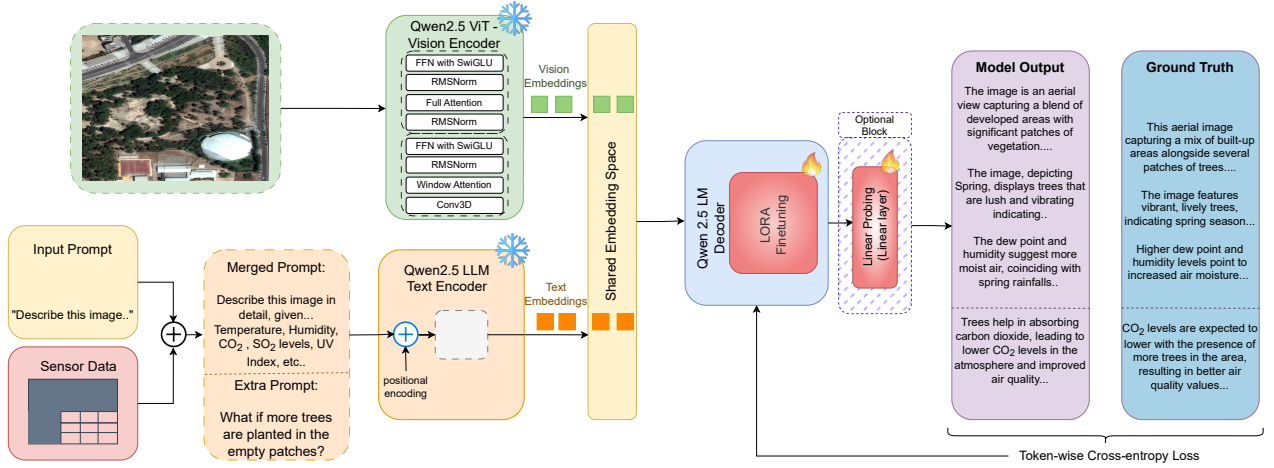 Qwen2.5 ViT -
Vision Encoder
FFN with SwiGLU
RMSNorm
Full Attention
RMSNorm
FFN with SwiGLU
RMSNorm
Window Attention
Conv3D
Vision
Embeddings
Shared Embedding Space
Input Prompt
"Describe this image.."
Sensor Data
Merged Prompt:
Describe this image in
detail, given...
Temperature, Humidity,
CO₂ , SO₂ levels, UV
Index, etc..
Extra Prompt:
What if more trees
are planted in the
empty patches?
Qwen2.5 LLM
Text Encoder
positional
encoding
Text
Embeddings
Qwen 2.5 LM
Decoder
LORA
Finetuning
Optional
Block
Linear Probing
(Linear layer)
Model Output
The image is an aerial
view capturing a blend of
developed areas with
significant patches of
vegetation....
The image, depicting
Spring, displays trees that
are lush and vibrating
indicating..
The dew point and
humidity suggest more
moist air, coinciding with
spring rainfalls..
Trees help in absorbing
carbon dioxide, leading to
lower CO₂ levels in the
atmosphere and improved
air quality...
Ground Truth
This aerial image
capturing a mix of built-up
areas alongside several
patches of trees....
The image features
vibrant, lively trees,
indicating spring season...
Higher dew point and
humidity levels point to
increased air moisture...
CO₂ levels are expected to
lower with the presence of
more trees in the area,
resulting in better air
quality values...
Token-wise Cross-entropy Loss